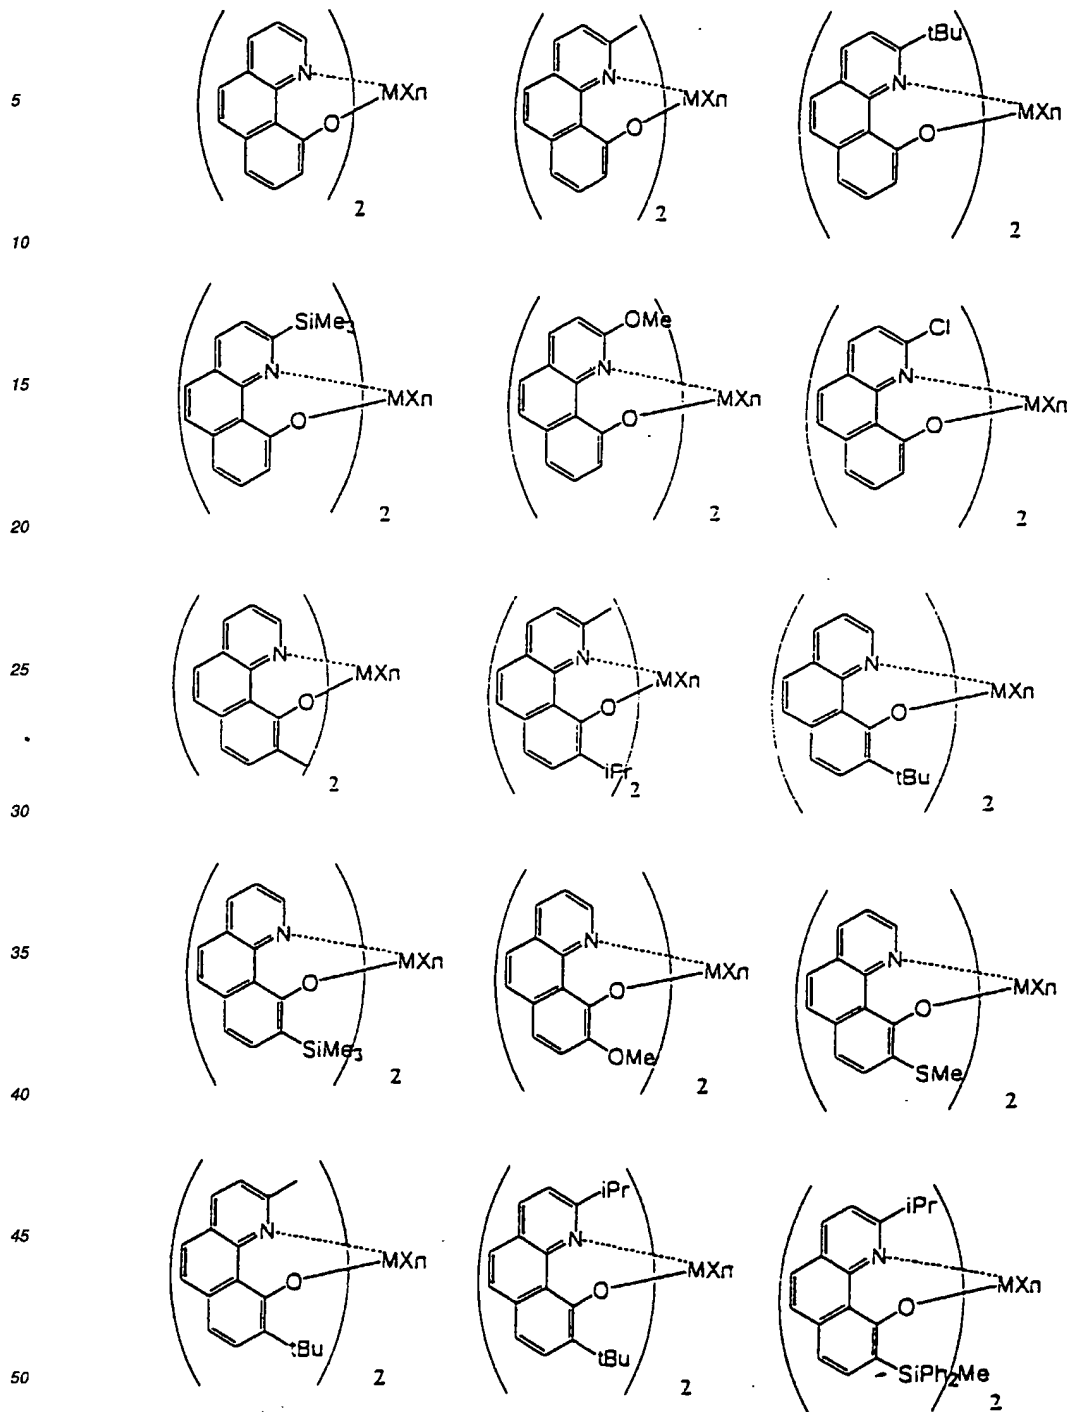 N N N tBu
5 O MXn O MXn O MXn
2 2 2
10
SiMe3 OMe Cl
15 N N N
O MXn O MXn O MXn
2 2 2
20
25 N MXn N MXn N MXn
O O O
iPr tBu
2 2 2
30
35 N N N
O MXn O MXn O MXn
SiMe3 OMe SMe
2 2 2
40
iPr iPr
45 N N N
O MXn O MXn O MXn
tBu tBu SiPh2Me
50 2 2 2